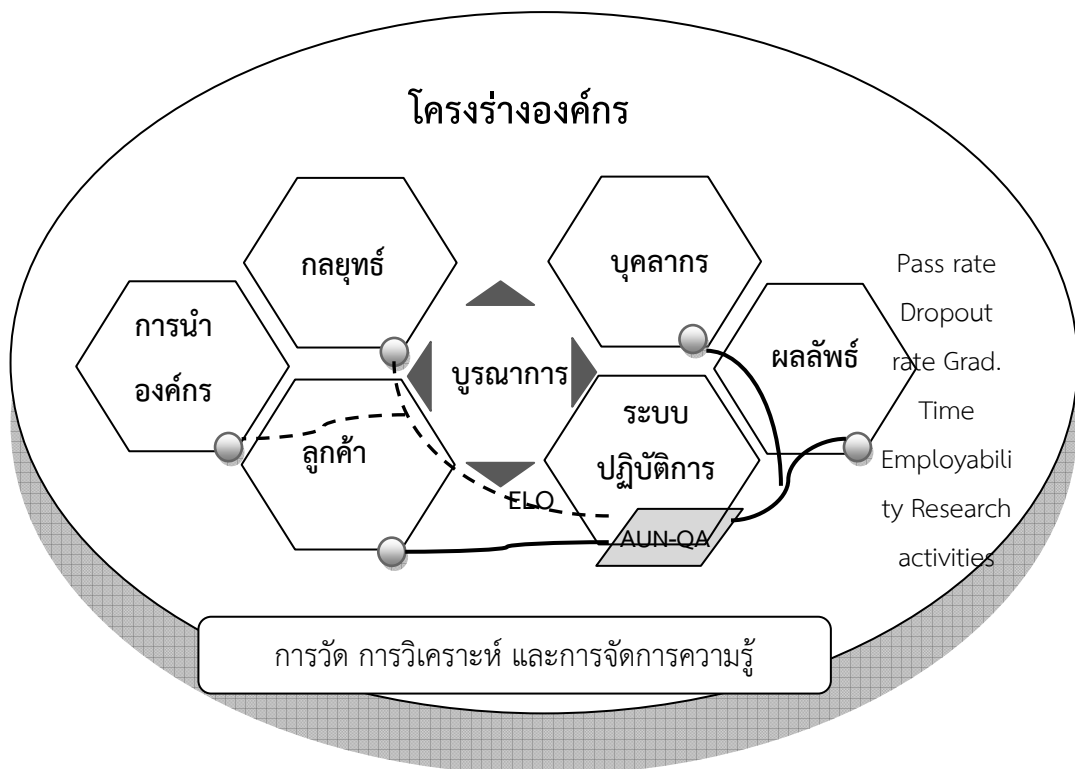 โครงร่างองค์กร
กลยุทธ์
บุคลากร
การนำ
องค์กร
ลูกค้า
บูรณาการ
ระบบ
ปฏิบัติการ
ผลลัพธ์
Pass rate
Dropout
rate Grad.
Time
Employabili
ty Research
activities
ELO
AUN-QA
การวัด การวิเคราะห์ และการจัดการความรู้